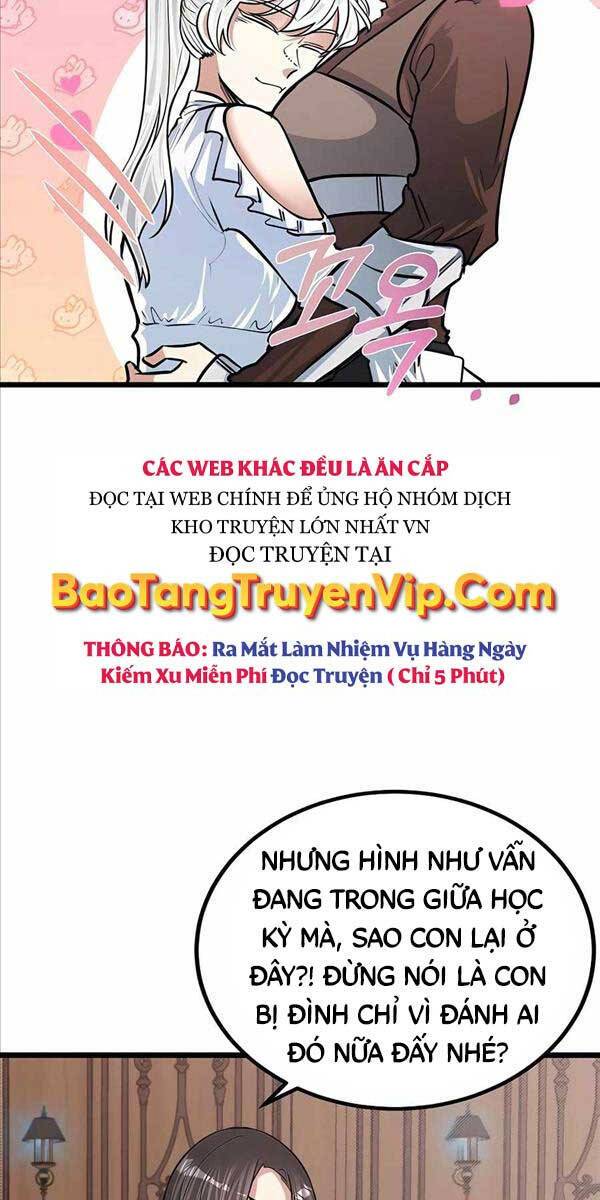 꼬옥
CÁC WEB KHÁC ĐỀU LÀ ĂN CẮP
ĐỌC TẠI WEB CHÍNH ĐỂ ỦNG HỘ NHÓM DỊCH
KHO TRUYỆN LỚN NHẤT VN
ĐỌC TRUYỆN TẠI
BaoTangTruyenVip.Com
THÔNG BÁO: Ra Mắt Làm Nhiệm Vụ Hàng Ngày
Kiếm Xu Miễn Phí Đọc Truyện ( Chỉ 5 Phút)
NHƯNG HÌNH NHƯ VẪN
ĐANG TRONG GIỮA HỌC
KỲ MÀ, SAO CON LẠI Ở
ĐÂY?! ĐỪNG NÓI LÀ CON
BỊ ĐÌNH CHỈ VÌ ĐÁNH AI
ĐÓ NỮA ĐẤY NHÉ?